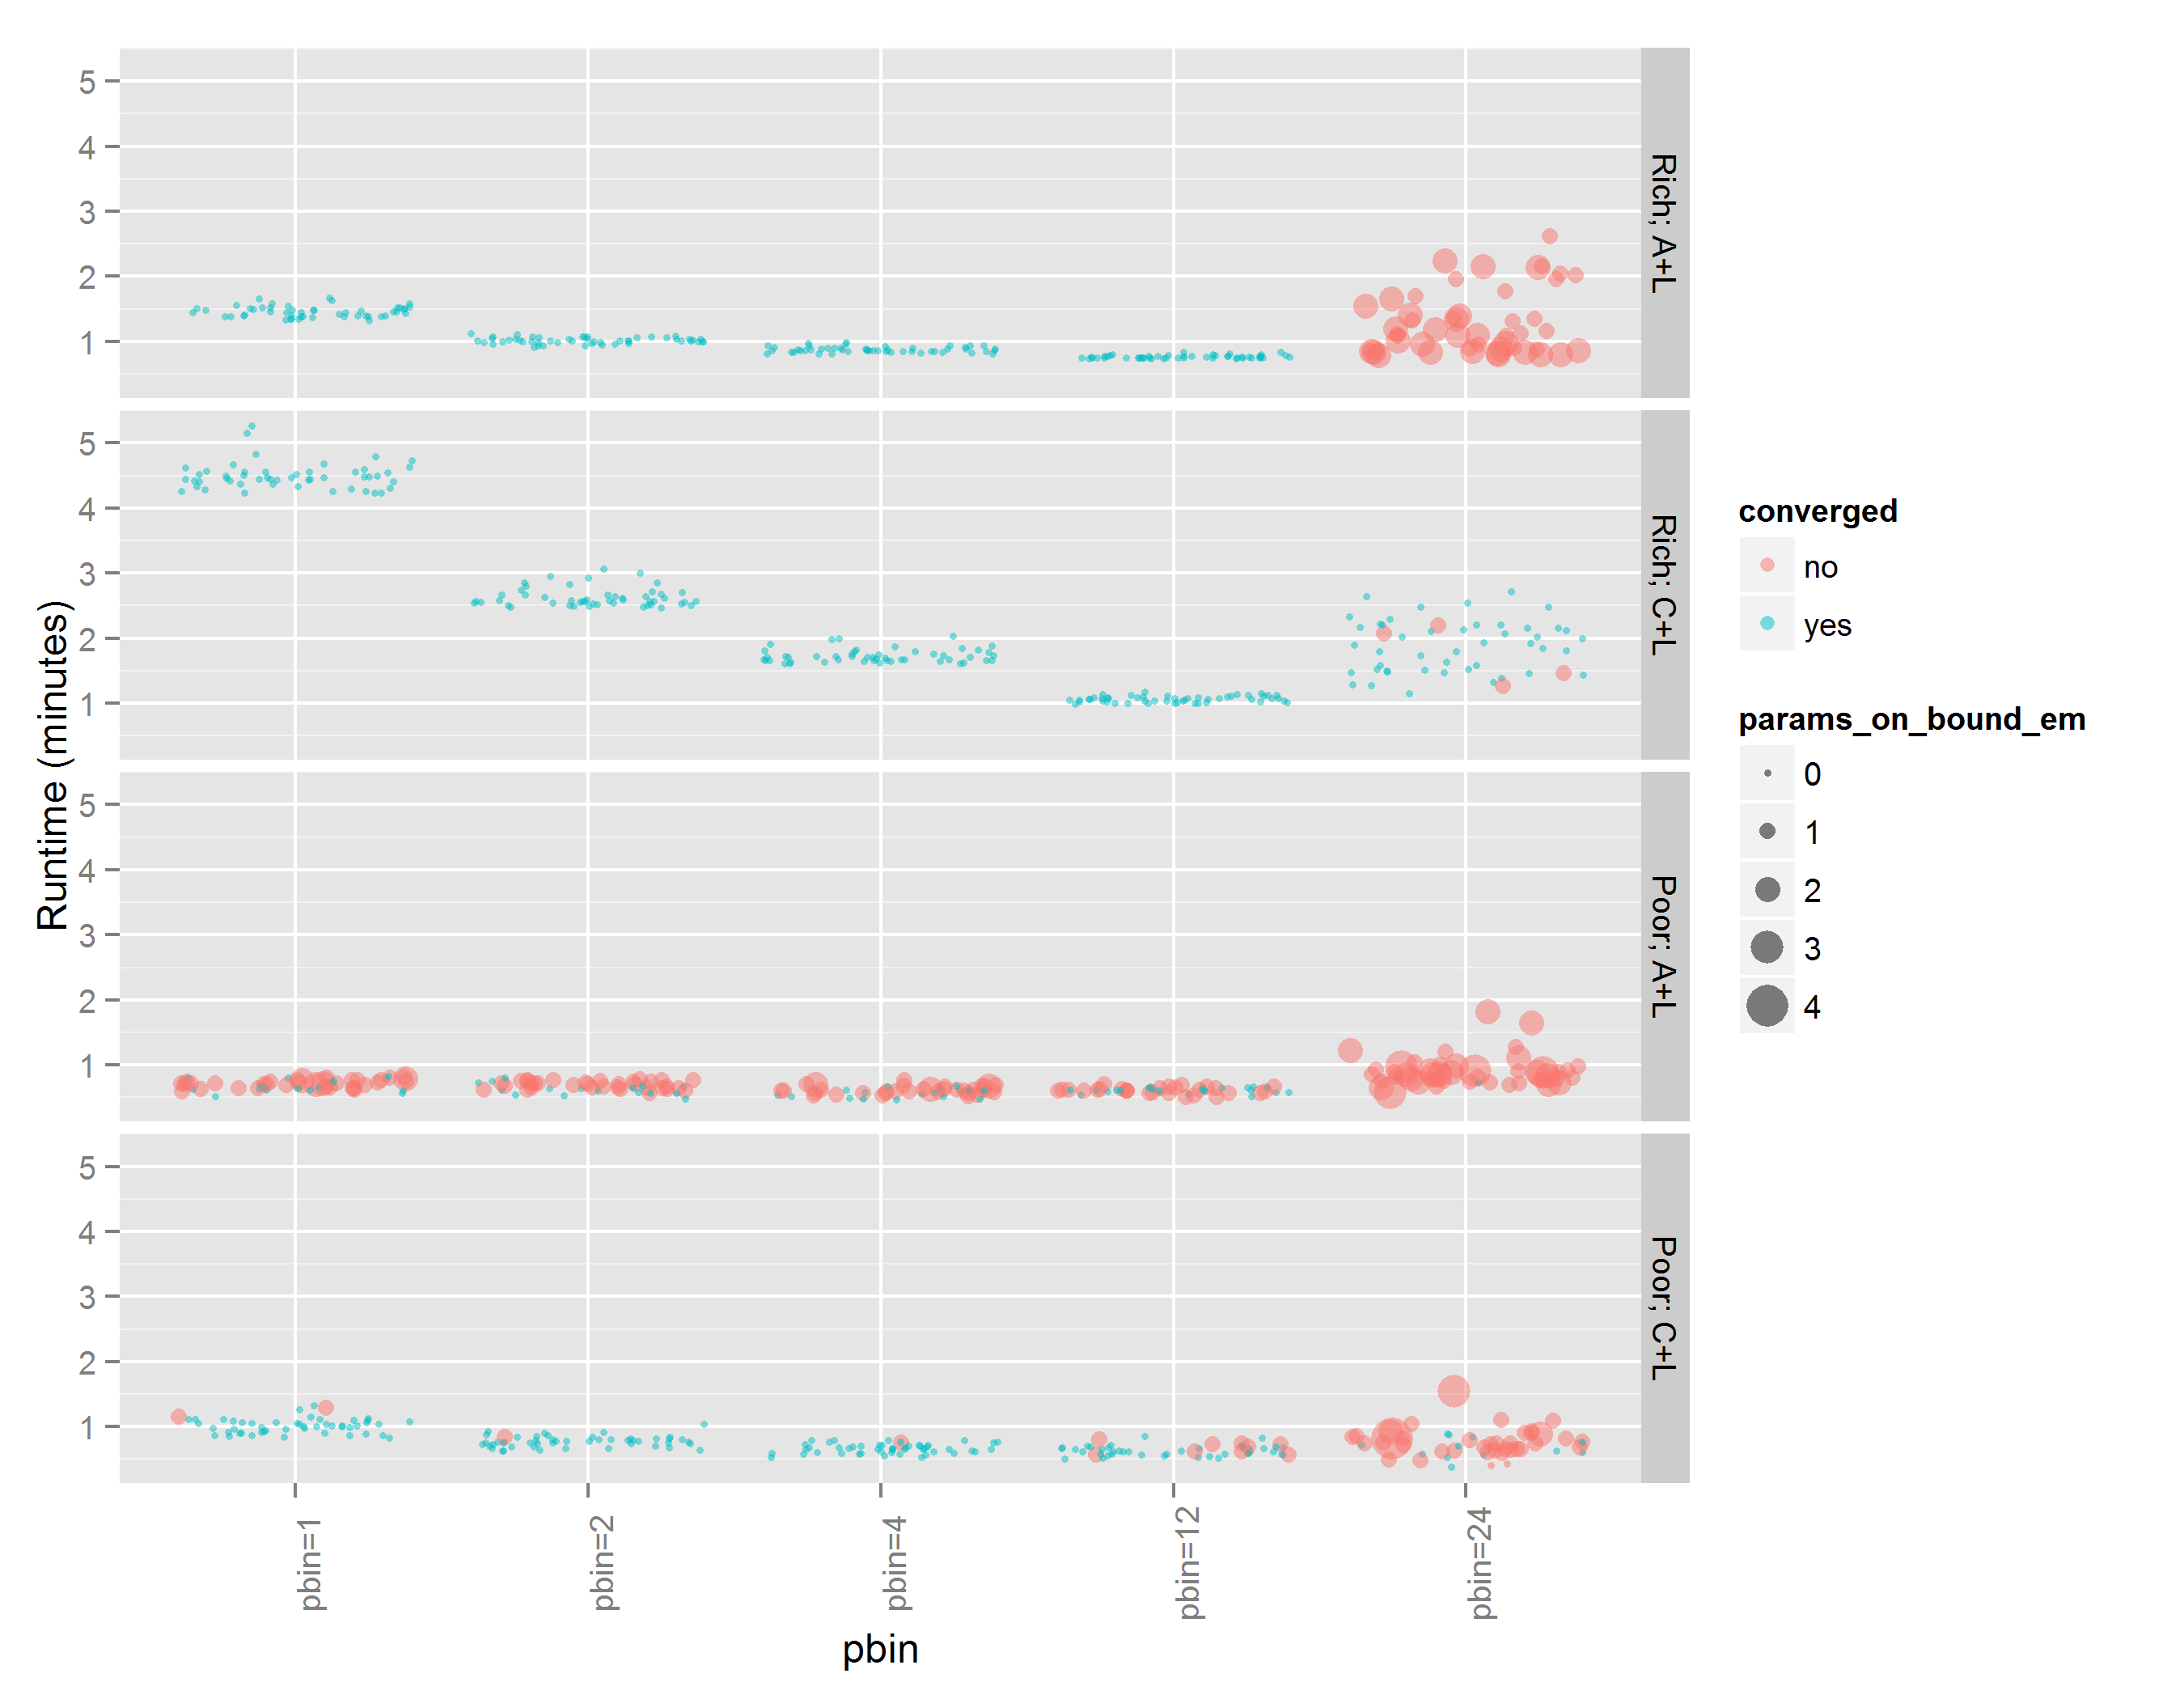 Runtime (minutes)
5
4
3
2
1
Rich; A+L
5
4
3
2
1
Rich; C+L
5
4
3
2
1
Poor; A+L
5
4
3
2
1
Poor; C+L
pbin=1
pbin=2
pbin=4
pbin=12
pbin=24
pbin
converged
no
yes
params_on_bound_em
0
1
2
3
4